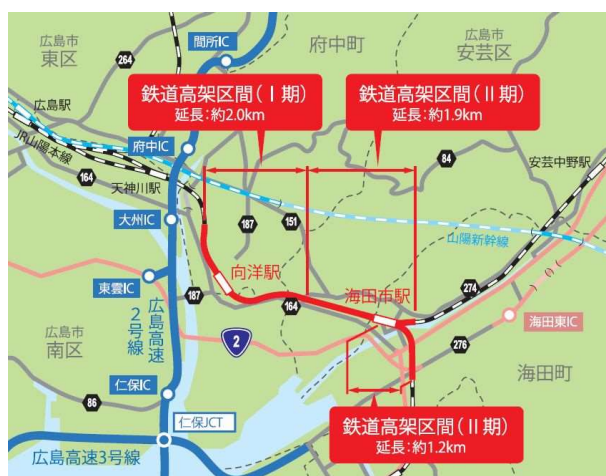 広島市
東区
264
間所IC
府中町
広島市
安芸区
鉄道高架区間(Ⅰ期)
延長:約2.0km
鉄道高架区間(Ⅱ期)
延長:約1.9km
広島駅
JR山陽本線
府中IC
164
天神川駅
84
安芸中野駅
大州IC
187
151
山陽新幹線
向洋駅
東雲IC
187
164
海田市駅
274
広島高速
2号線
2
海田東IC
276
広島市
南区
仁保IC
海田町
86
仁保JCT
鉄道高架区間(Ⅱ期)
延長:約1.2km
広島高速3号線